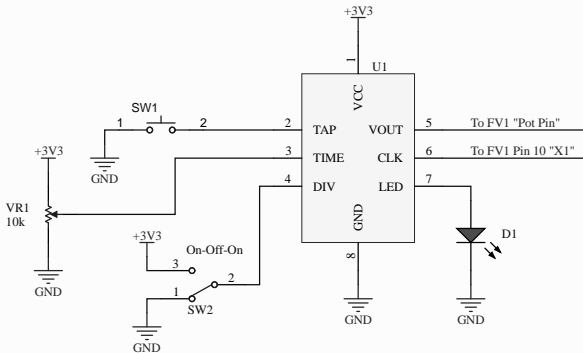 +3V3
U1
1
VCC
SW1
1
2
2
TAP
VOUT
5
To FV1 "Pot Pin"
3
TIME
CLK
6
To FV1 Pin 10 "X1"
GND
+3V3
4
DIV
LED
7
VR1
10k
GND
8
D1
+3V3
On-Off-On
3
2
1
SW2
GND
GND
GND
GND